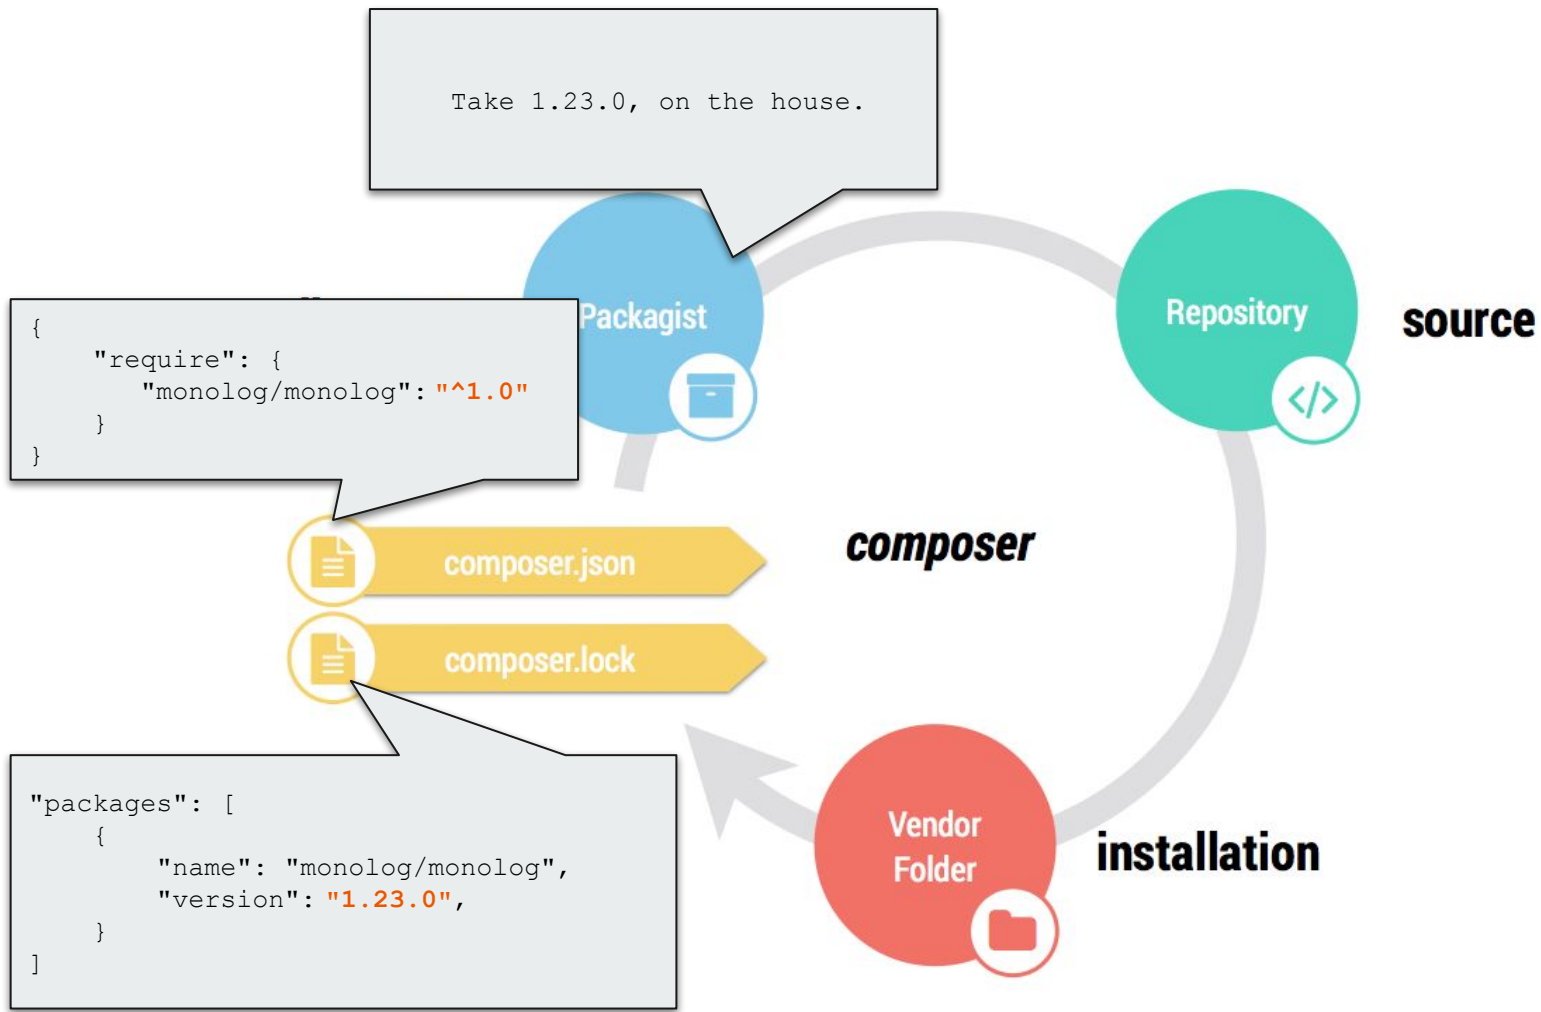 Take 1.23.0, on the house.
Packagist
Repository
source
{
"require": {
"monolog/monolog": "^1.0"
}
}
composer.json
composer
composer.lock
"packages": [
{
"name": "monolog/monolog",
"version": "1.23.0",
}
]
Vendor
Folder
installation